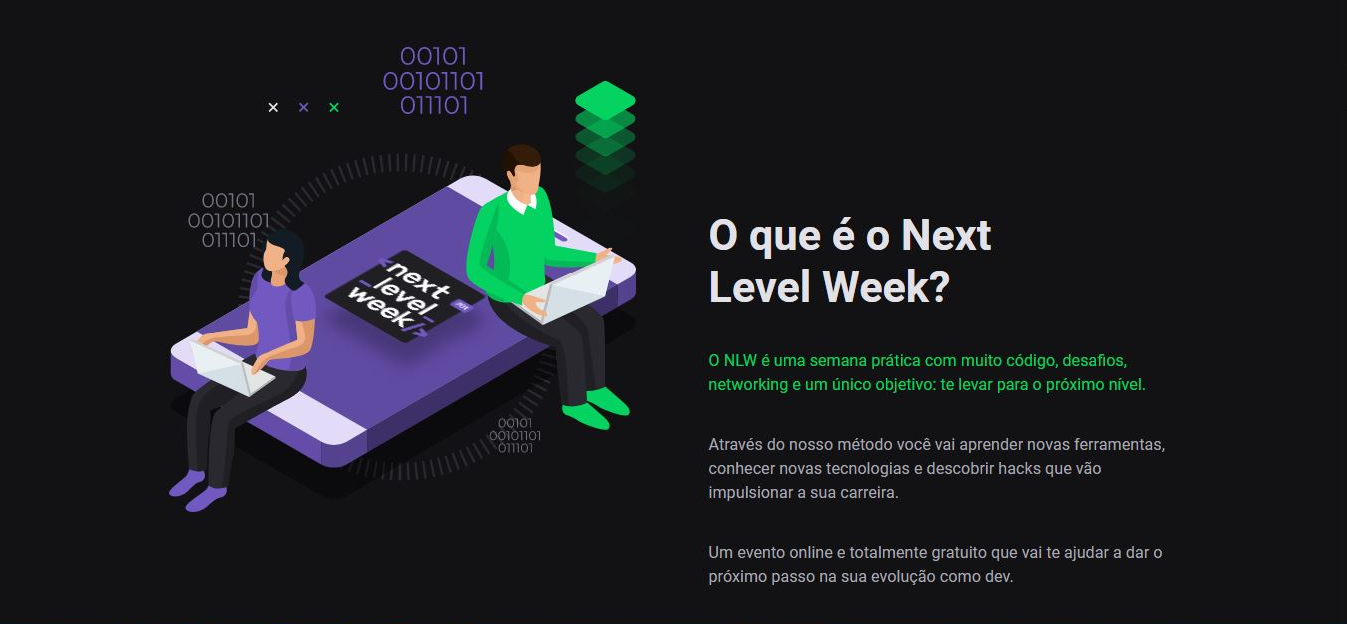 00101
00101101
011101
00101
00101101
011101
<next
_level_
week/>
00101
00101101
011101
O que é o Next
Level Week?
O NLW é uma semana prática com muito código, desafios,
networking e um único objetivo: te levar para o próximo nível.
Através do nosso método você vai aprender novas ferramentas,
conhecer novas tecnologias e descobrir hacks que vão
impulsionar a sua carreira.
Um evento online e totalmente gratuito que vai te ajudar a dar o
próximo passo na sua evolução como dev.